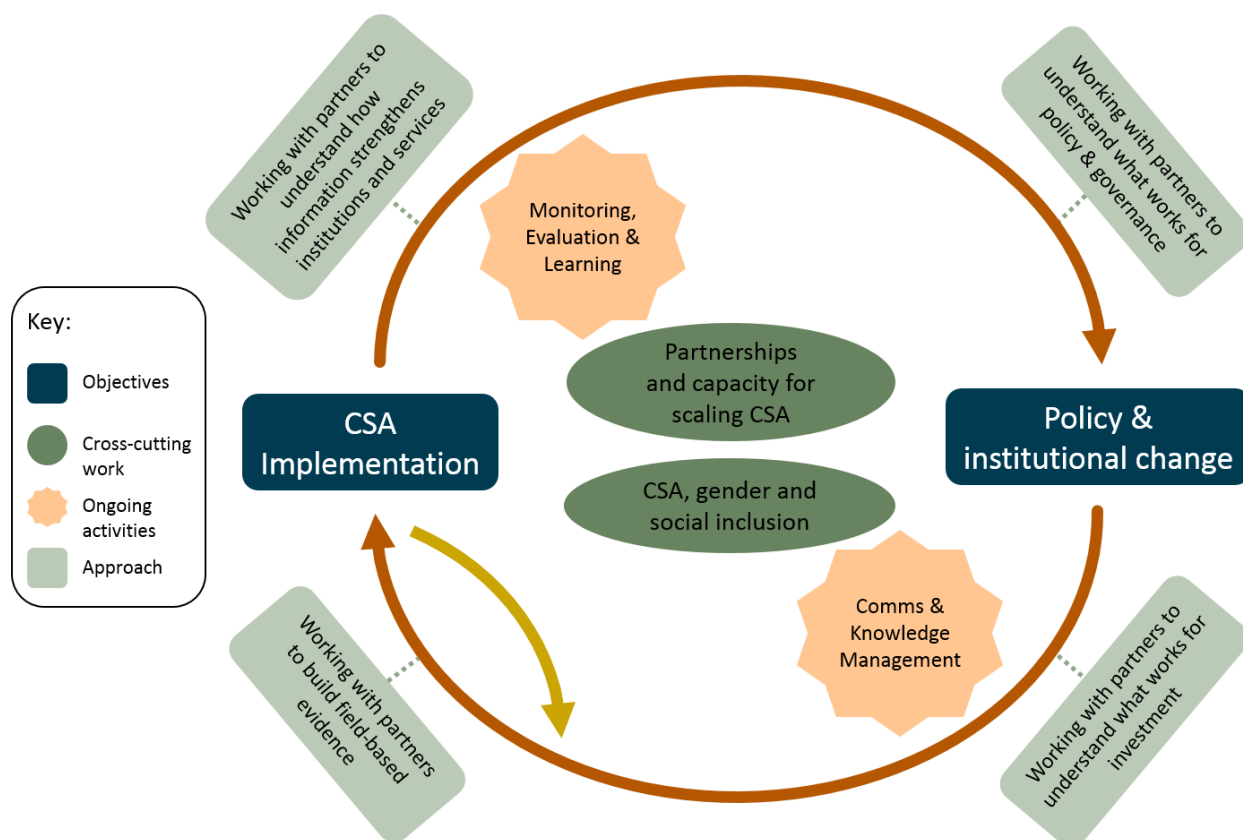 Working with partners to
understand how
information strengthens
institutions and services
Working with partners to
understand what works for
policy & governance
Monitoring,
Evaluation &
Learning
Key:
Objectives
Cross-cutting
work
Ongoing
activities
Approach
Partnerships
and capacity for
scaling CSA
CSA
Implementation
Policy &
institutional change
CSA, gender and
social inclusion
Comms &
Knowledge
Management
Working with partners
to build field-based
evidence
Working with partners to
understand what works for
investment